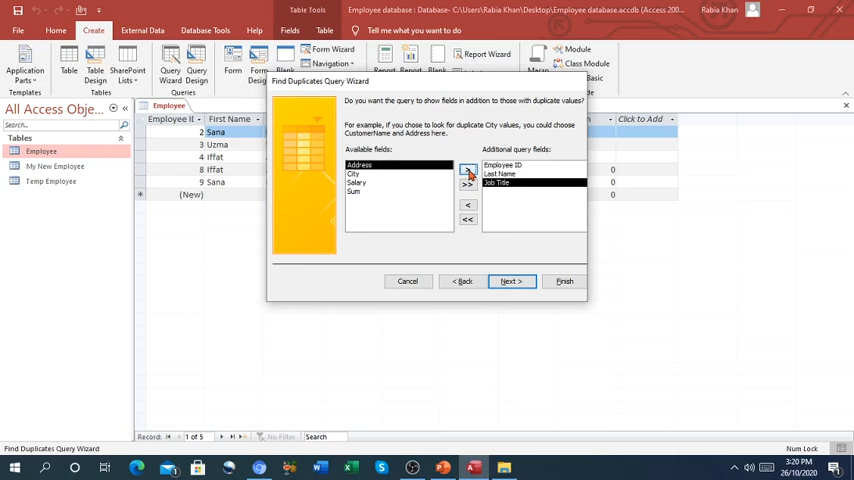 Table Tools
Employee database : Database- C:\Users\Rabia Khan\Desktop\Employee database.accdb (Access 200...
Rabia Khan
File Home Create External Data Database Tools Help Fields Table Tell me what you want to do
Application Parts
Table
Table Design
SharePoint Lists
Query Wizard
Query Design
Form
Form
Blank
Form Wizard
Navigation
Report
Report
Blank
Report Wizard
Macro
Module
Class Module
Basic
Templates
Tables
Queries
All Access Obje...
Search...
Tables
Employee
My New Employee
Temp Employee
Employee
Employee ID First Name
Click to Add
2 Sana
3 Uzma
4 Iffat
8 Iffat 0
9 Sana 0
(New) 0
Find Duplicates Query Wizard
Do you want the query to show fields in addition to those with duplicate values?
For example, if you chose to look for duplicate City values, you could choose
CustomerName and Address here.
Available fields:
Address
City
Salary
Sum
>
>>
<
<<
Additional query fields:
Employee ID
Last Name
Job Title
Cancel
< Back
Next >
Finish
Record: 1 of 5 No Filter Search
Find Duplicates Query Wizard
Num Lock
3:20 PM
26/10/2020